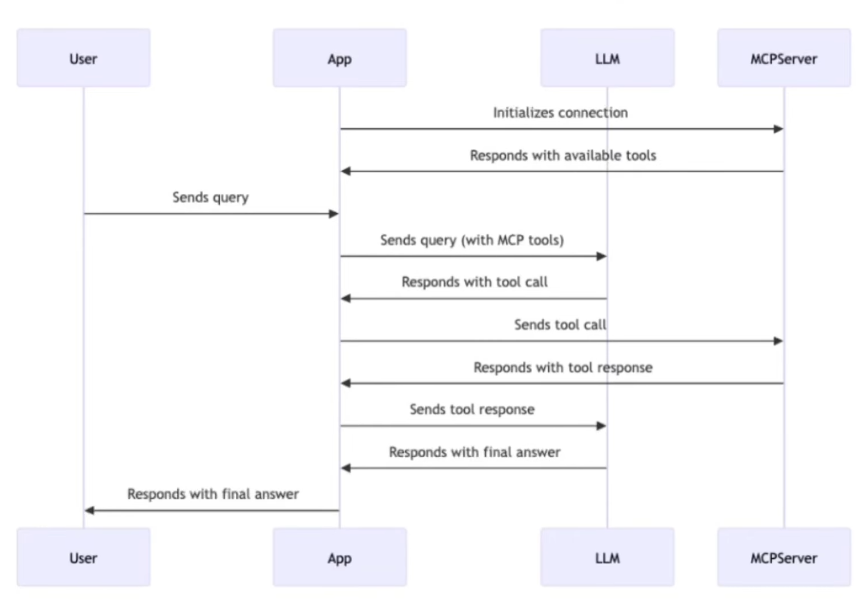 User
App
LLM
MCPServer
Initializes connection
Responds with available tools
Sends query
Sends query (with MCP tools)
Responds with tool call
Sends tool call
Responds with tool response
Sends tool response
Responds with final answer
Responds with final answer
User
App
LLM
MCPServer